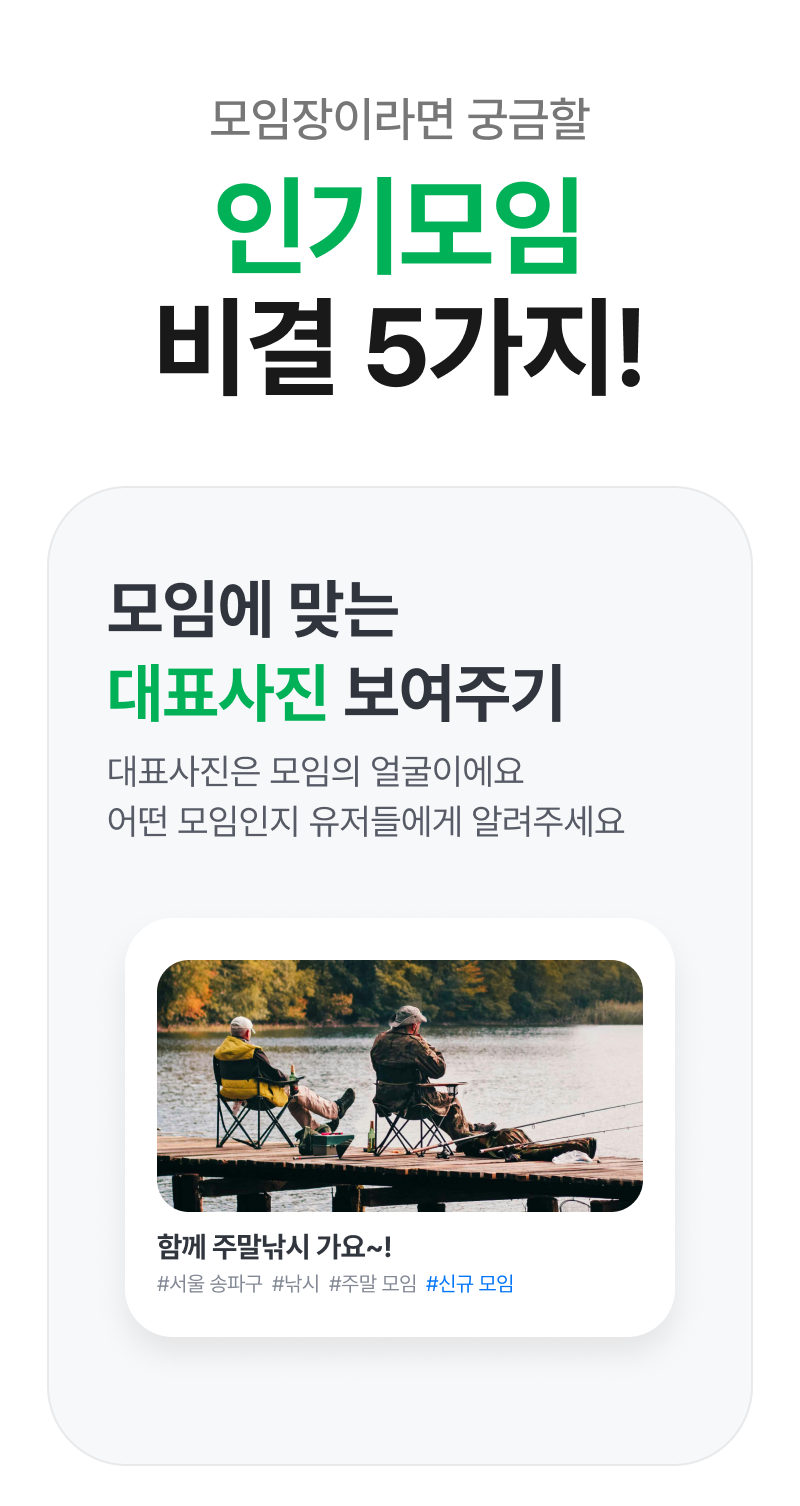 모임장이라면 궁금할
인기모임
비결 5가지!
모임에 맞는
대표사진 보여주기
대표사진은 모임의 얼굴이에요
어떤 모임인지 유저들에게 알려주세요
함께 주말낚시 가요~!
#서울 송파구 #낚시 #주말 모임 #신규 모임